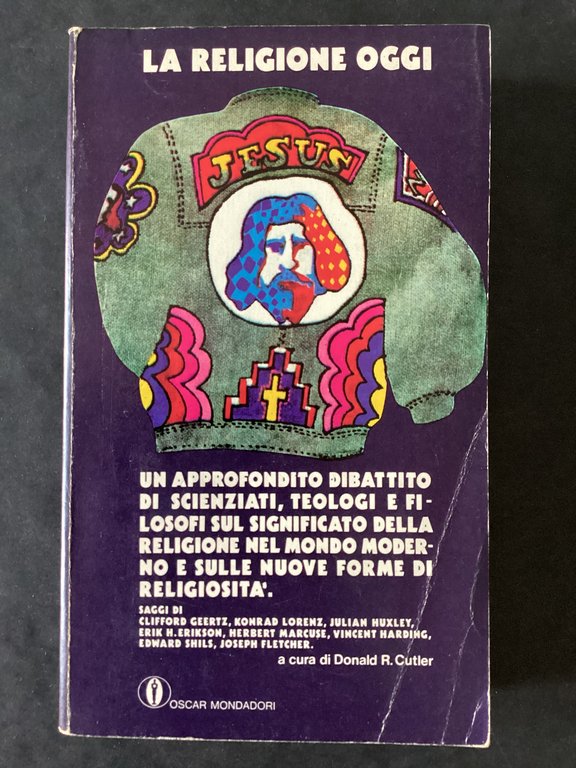 LA RELIGIONE OGGI
JESUS
UN APPROFONDITO DIBATTITO
DI SCIENZIATI, TEOLOGI E FI-
LOSOFI SUL SIGNIFICATO DELLA
RELIGIONE NEL MONDO MODER-
NO E SULLE NUOVE FORME DI
RELIGIOSITA'.
SAGGI DI
CLIFFORD GEERTZ, KONRAD LORENZ, JULIAN HUXLEY,
ERIK H.ERIKSON, HERBERT MARCUSE, VINCENT HARDING,
EDWARD SHILS, JOSEPH FLETCHER.
a cura di Donald R. Cutler
OSCAR MONDADORI